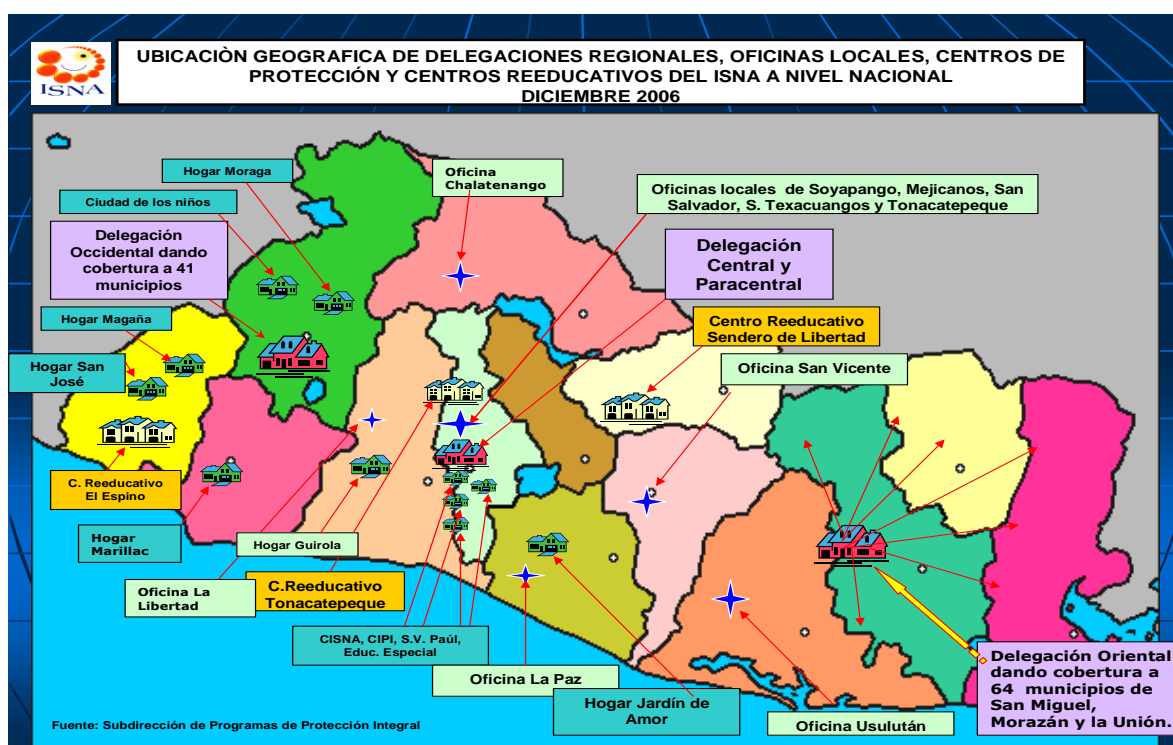 ISNA
UBICACIÒN GEOGRAFICA DE DELEGACIONES REGIONALES, OFICINAS LOCALES, CENTROS DE
PROTECCIÓN Y CENTROS REEDUCATIVOS DEL ISNA A NIVEL NACIONAL
DICIEMBRE 2006
Hogar Moraga
Oficina
Chalatenango
Oficinas locales de Soyapango, Mejicanos, San
Salvador, S. Texacuangos y Tonacatepeque
Ciudad de los niños
Delegación
Occidental dando
cobertura a 41
municipios
Delegación
Central y
Paracentral
Hogar Magaña
Centro Reeducativo
Sendero de Libertad
Hogar San
José
Oficina San Vicente
C. Reeducativo
El Espino
Hogar
Marillac
Hogar Guirola
Oficina La
Libertad
C.Reeducativo
Tonacatepeque
CISNA, CIPI, S.V. Paúl,
Educ. Especial
Oficina La Paz
Hogar Jardín de
Amor
Oficina Usulután
Delegación Oriental
dando cobertura a
64 municipios de
San Miguel,
Morazán y la Unión.
Fuente: Subdirección de Programas de Protección Integral